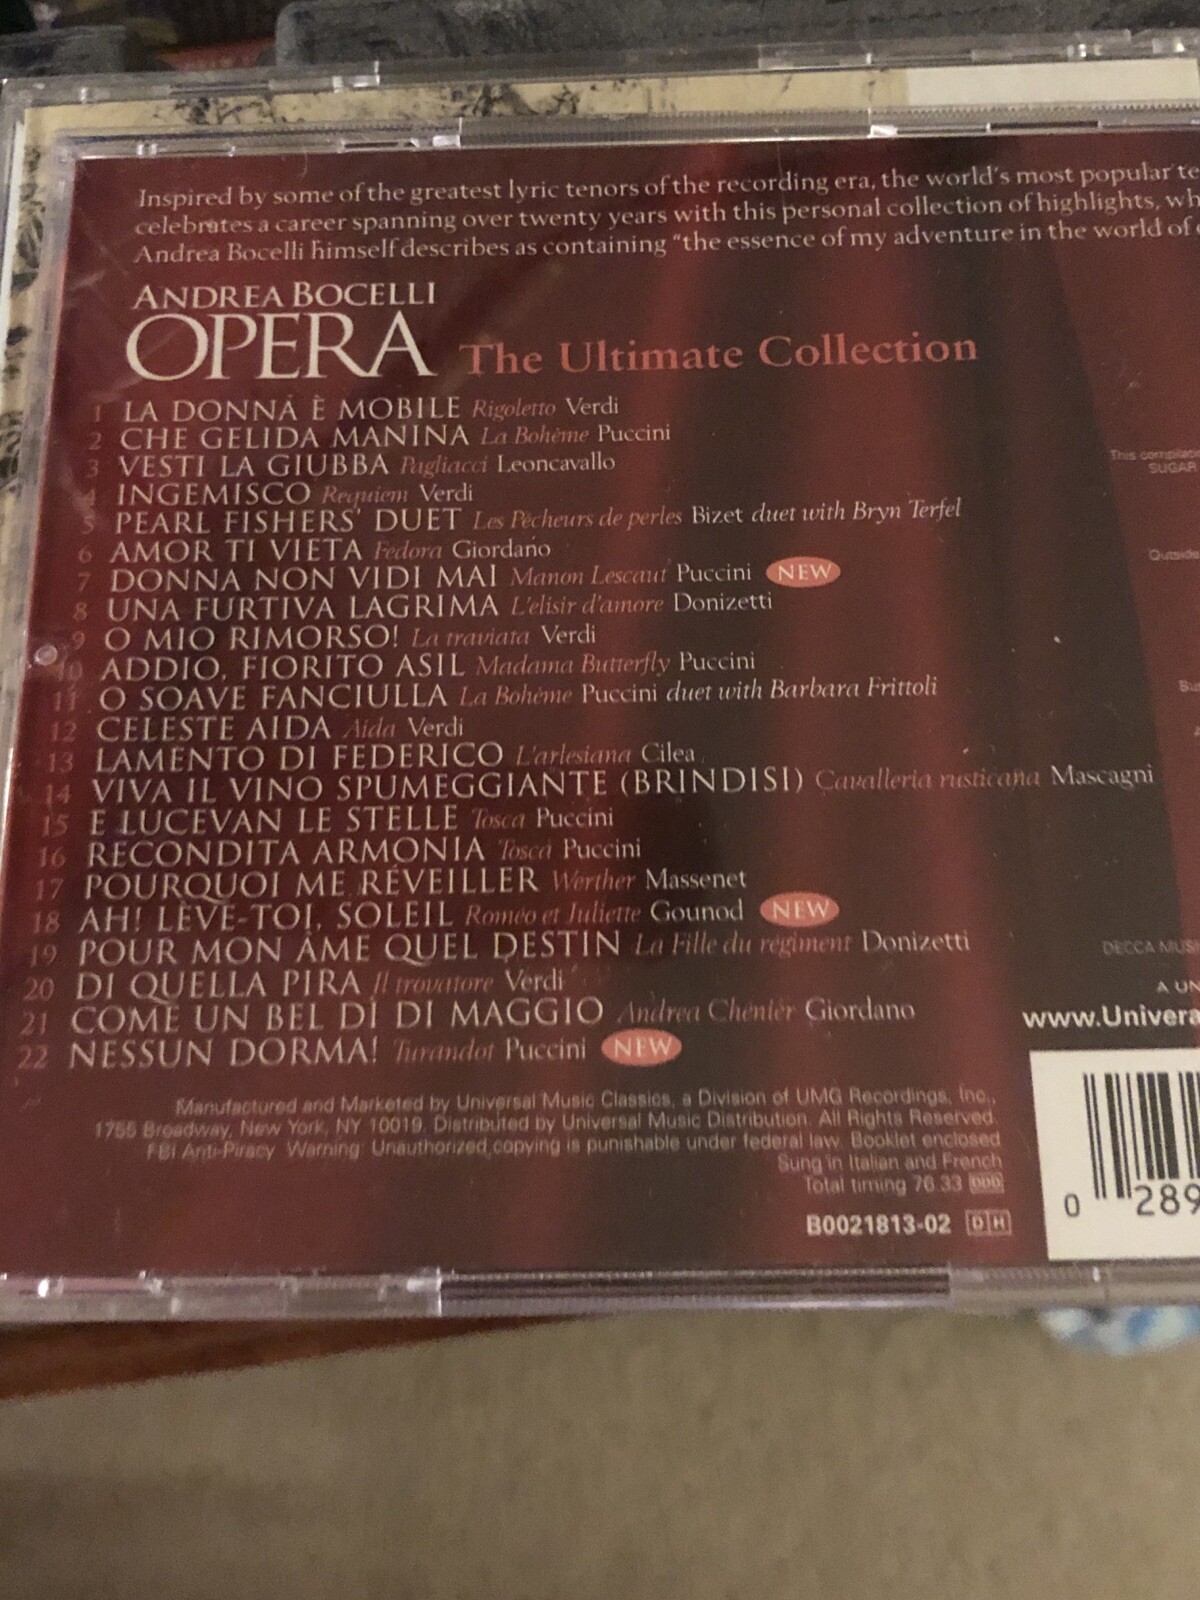 Inspired by some of the greatest lyric tenors of the recording era, the world's most popular te
celebrates a career spanning over twenty years with this personal collection of highlights, wh
Andrea Bocelli himself describes as containing "the essence of my adventure in the world of
ANDREA BOCELLI
OPERA The Ultimate Collection
1 LA DONNA È MOBILE Rigoletto Verdi
2 CHE GELIDA MANINA La Bohème Puccini
3 VESTI LA GIUBBA Pagliacci Leoncavallo
4 INGEMISCO Requiem Verdi
5 PEARL FISHERS' DUET Les Pêcheurs de perles Bizet duet with Bryn Terfel
6 AMOR TI VIETA Fedora Giordano
7 DONNA NON VIDI MAI Manon Lescaut Puccini NEW
8 UNA FURTIVA LAGRIMA L'elisir d'amore Donizetti
9 O MIO RIMORSO! La traviata Verdi
10 ADDIO, FIORITO ASIL Madama Butterfly Puccini
11 O SOAVE FANCIULLA La Bohème Puccini duet with Barbara Frittoli
12 CELESTE AIDA Aida Verdi
13 LAMENTO DI FEDERICO L'arlesiana Cilea
14 VIVA IL VINO SPUMEGGIANTE (BRINDISI) Cavalleria rusticana Mascagni
15 E LUCEVAN LE STELLE Tosca Puccini
16 RECONDITA ARMONIA Tosca Puccini
17 POURQUOI ME RÉVEILLER Werther Massenet
18 AH! LÈVE-TOI, SOLEIL Roméo et Juliette Gounod NEW
19 POUR MON ÂME QUEL DESTIN La Fille du régiment Donizetti
20 DI QUELLA PIRA Il trovatore Verdi
21 COME UN BEL DÌ DI MAGGIO Andrea Chénier Giordano
22 NESSUN DORMA! Turandot Puccini NEW
This compilatio
SUGAR
Outside
DECCA MUSI
A UN
www.Univera
Manufactured and Marketed by Universal Music Classics, a Division of UMG Recordings, Inc.,
1755 Broadway, New York, NY 10019. Distributed by Universal Music Distribution. All Rights Reserved.
FBI Anti-Piracy Warning: Unauthorized copying is punishable under federal law. Booklet enclosed
Sung in Italian and French
Total timing 76.33 DDD
B0021813-02 DH
0 289